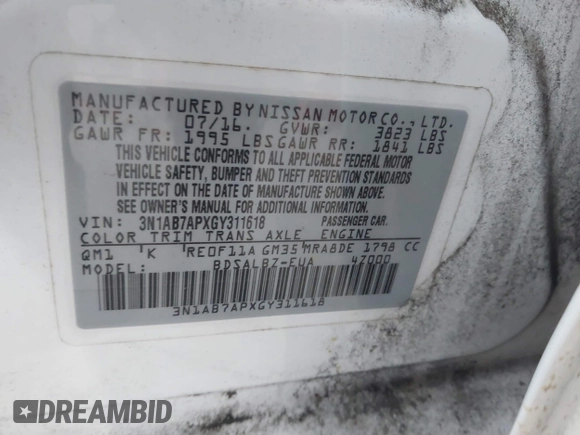 MANUFACTURED BY NISSAN MOTOR CO., LTD.
DATE: 07/16. GVWR: 3823 LBS
GAWR FR: 1995 LBS GAWR RR: 1841 LBS
THIS VEHICLE CONFORMS TO ALL APPLICABLE FEDERAL MOTOR
VEHICLE SAFETY, BUMPER AND THEFT PREVENTION STANDARDS
IN EFFECT ON THE DATE OF MANUFACTURE SHOWN ABOVE.
SEE OWNER'S MANUAL FOR ADDITIONAL INFORMATION.
VIN: 3N1AB7APXGY311618 PASSENGER CAR.
COLOR TRIM TRANS AXLE ENGINE
QM1 'K 'RE0F11A GM35 'MRA8DE 1798 CC
MODEL: BDSALBZ-EUA 47000
3N1AB7APXGY311618
DREAMBID